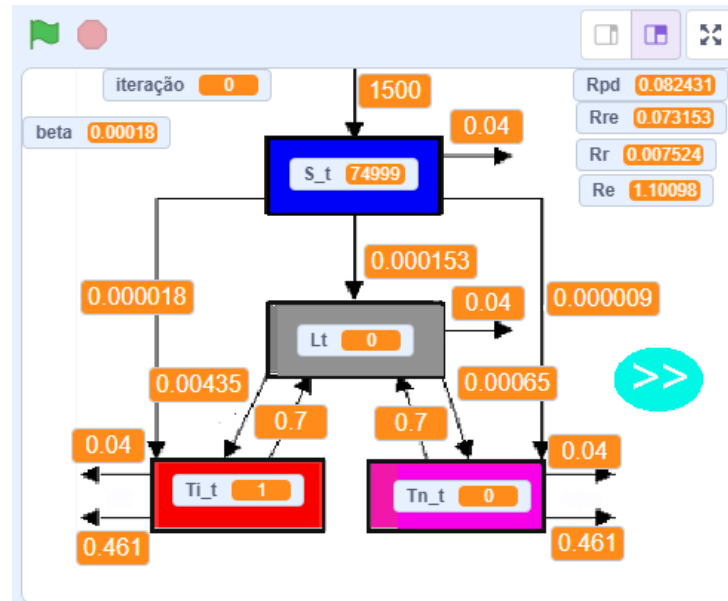 iteração 0
1500
Rpd 0.082431
Rre 0.073153
beta 0.00018
0.04
Rr 0.007524
S_t 74999
Re 1.10098
0.000153
0.000018
0.04
0.000009
Lt 0
>>
0.00435
0.00065
0.7
0.7
0.04
0.04
Ti_t 1
Tn_t 0
0.461
0.461